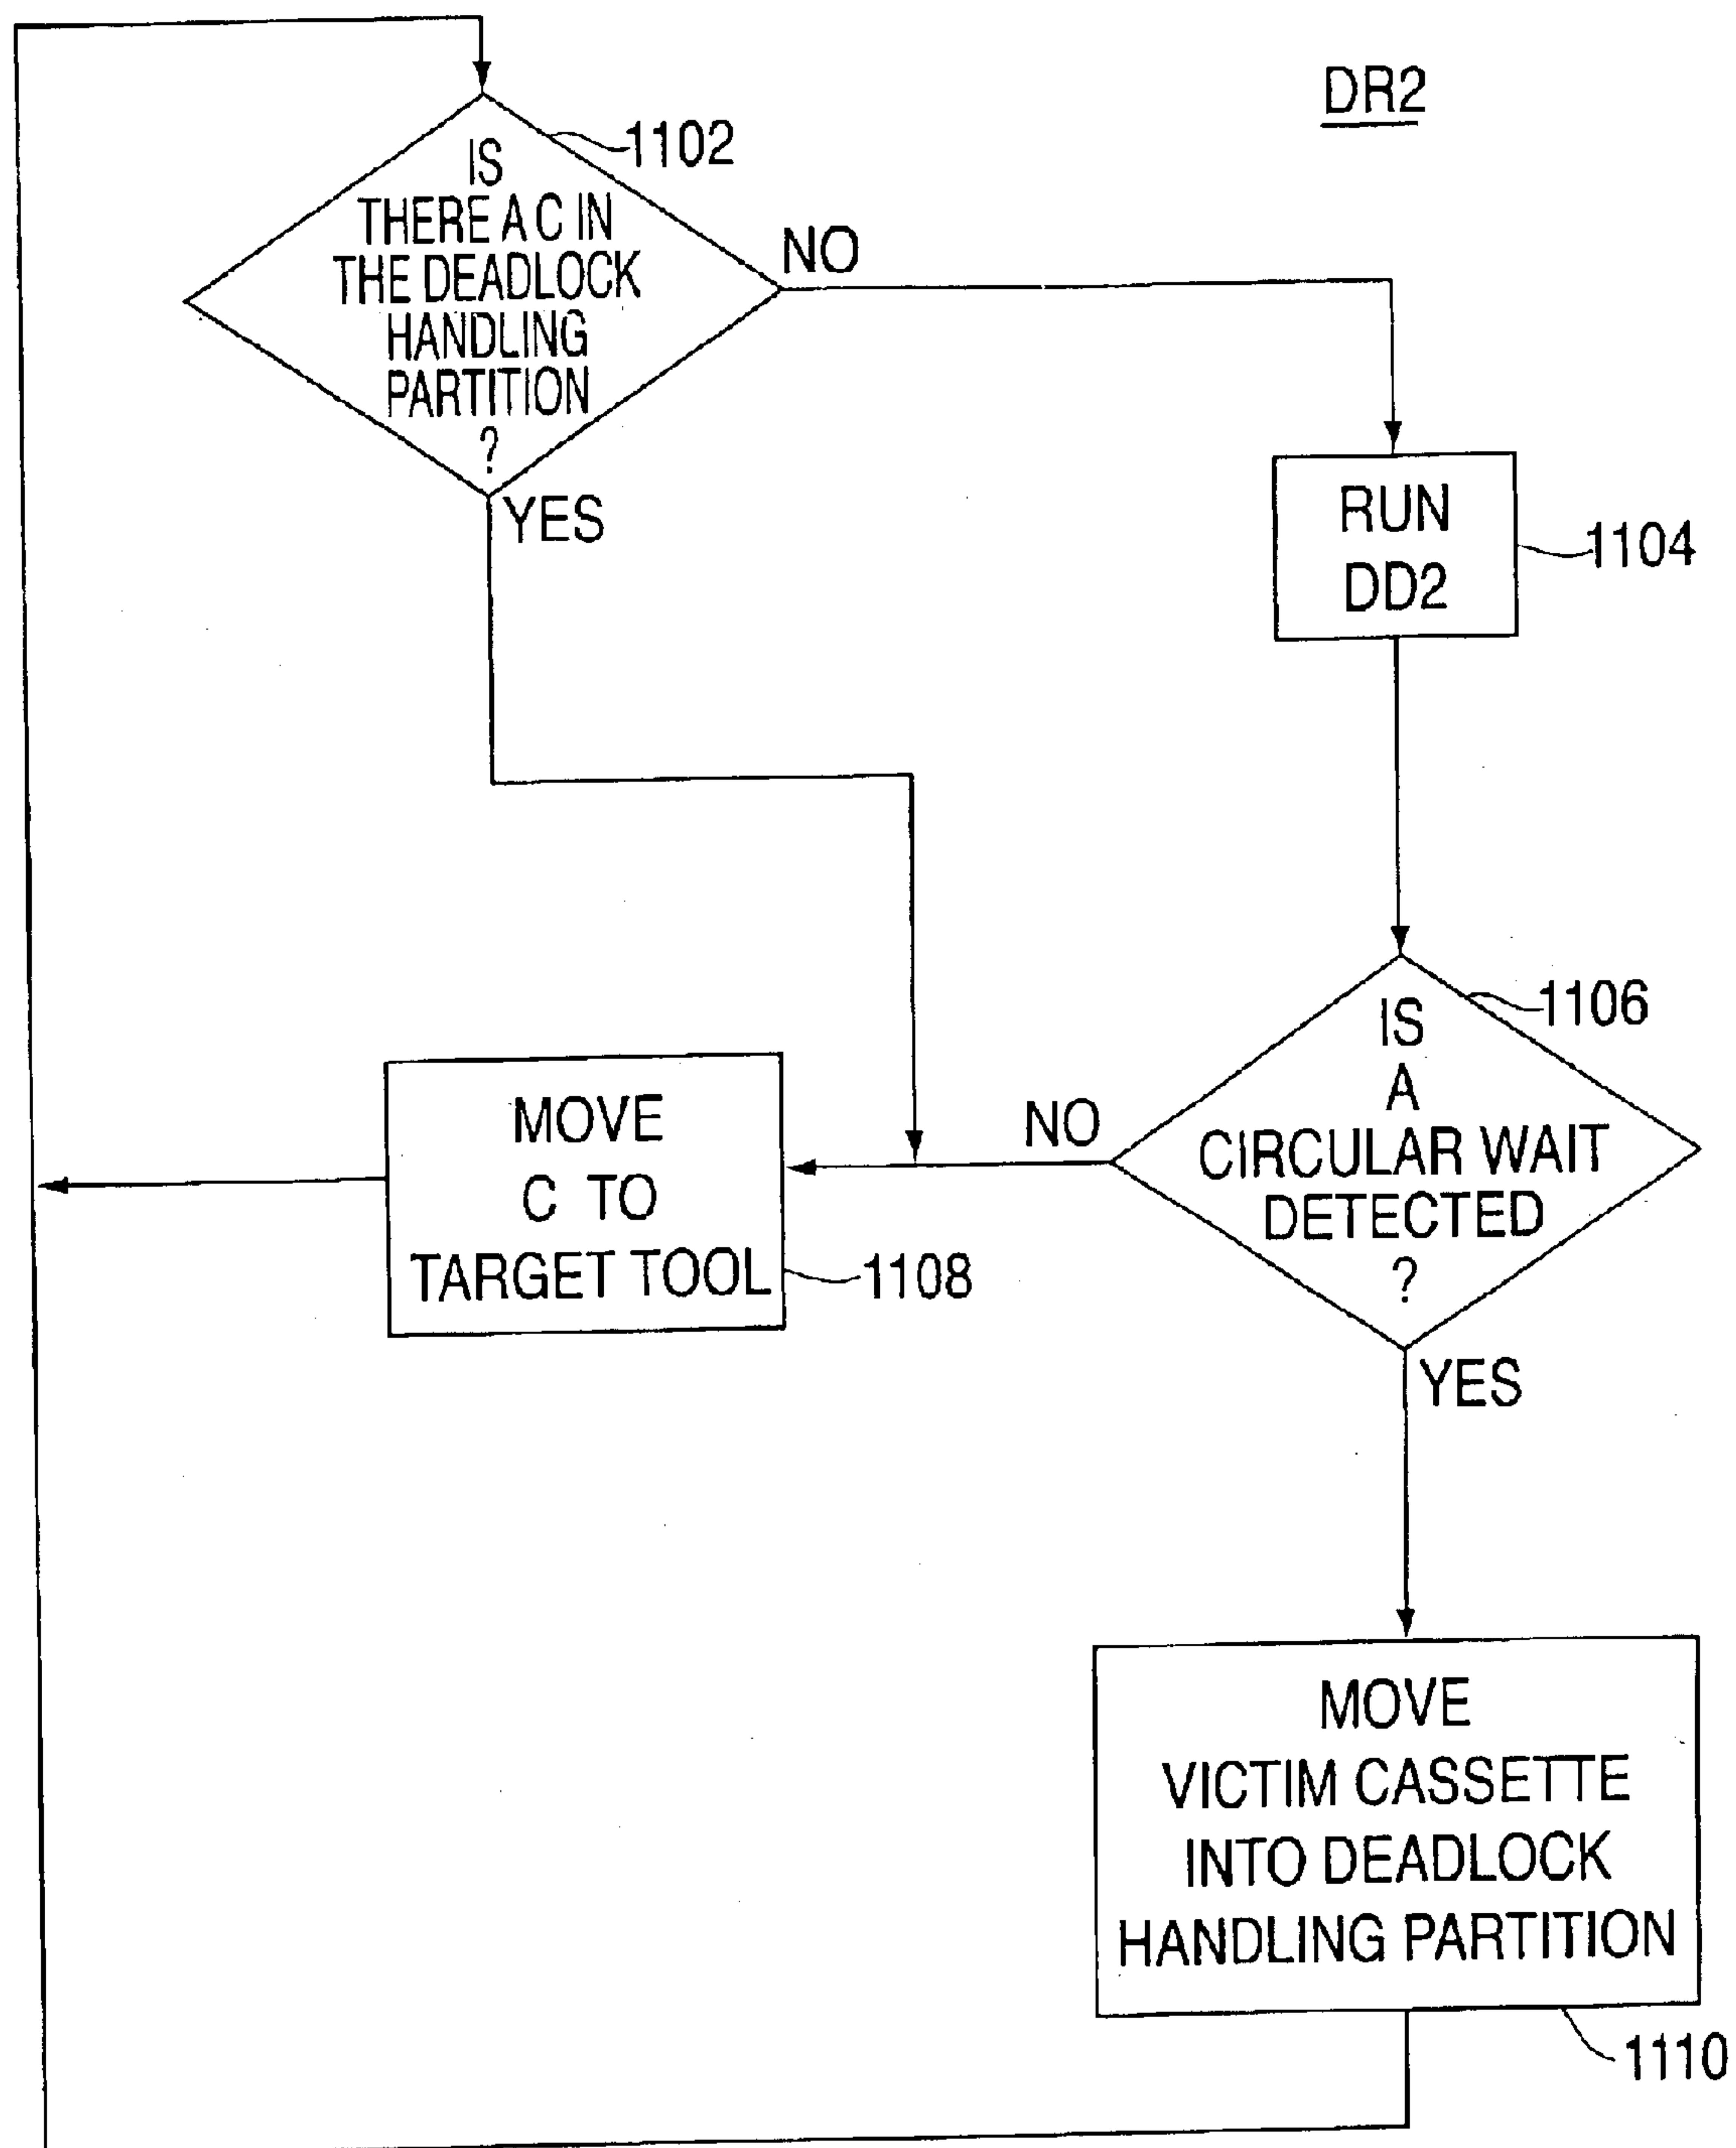 DR2
1102
IS
THERE A C IN
THE DEADLOCK
HANDLING
PARTITION
?
NO
YES
RUN
DD2
1104
1106
IS
A
CIRCULAR WAIT
DETECTED
?
NO
YES
MOVE
C TO
TARGET TOOL
1108
MOVE
VICTIM CASSETTE
INTO DEADLOCK
HANDLING PARTITION
1110